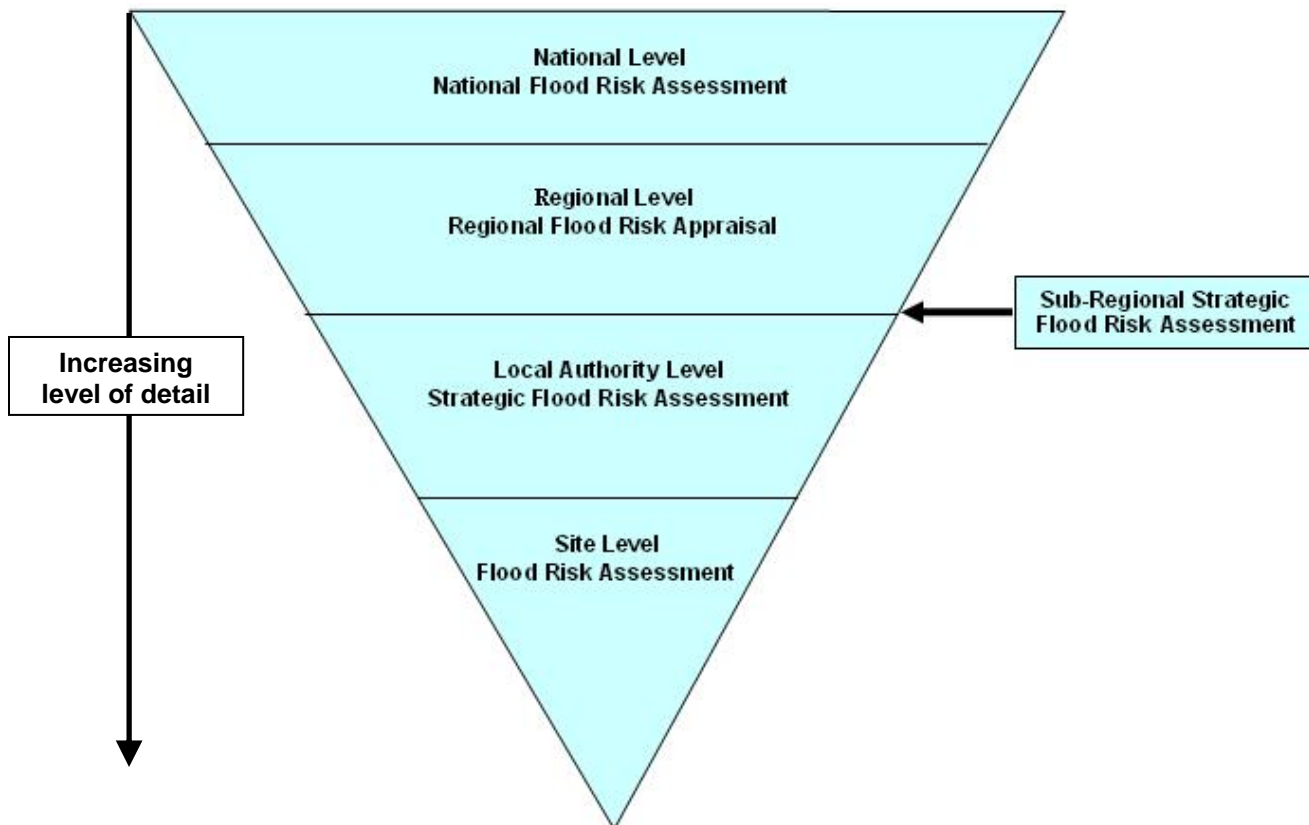 National Level
National Flood Risk Assessment
Regional Level
Regional Flood Risk Appraisal
Sub-Regional Strategic
Flood Risk Assessment
Increasing
level of detail
Local Authority Level
Strategic Flood Risk Assessment
Site Level
Flood Risk Assessment